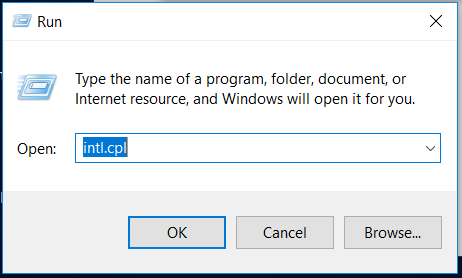 Run
Type the name of a program, folder, document, or
Internet resource, and Windows will open it for you.
Open: intl.cpl
OK Cancel Browse...